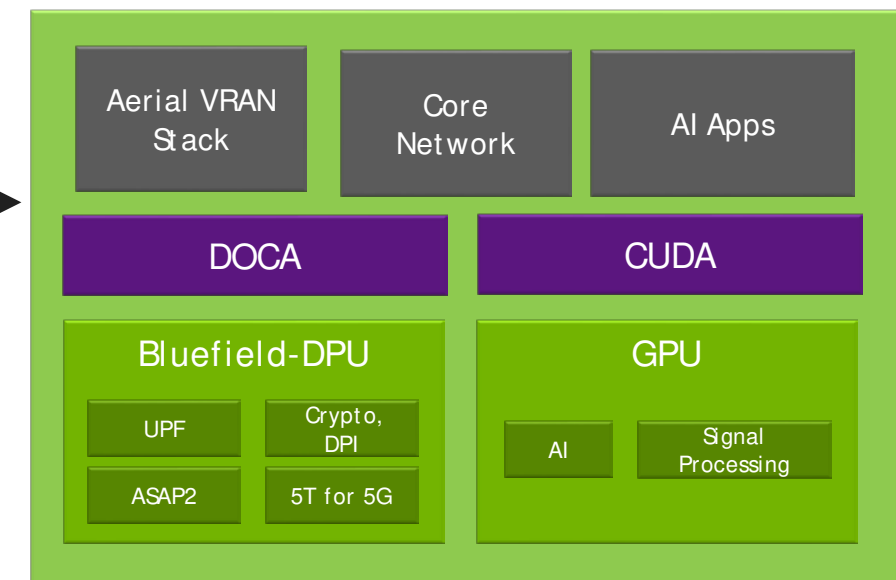 Aerial VRAN
Stack
Core
Network
AI Apps
DOCA
CUDA
Bluefield-DPU
UPF
Crypto,
DPI
ASAP2
5T for 5G
GPU
AI
Signal
Processing